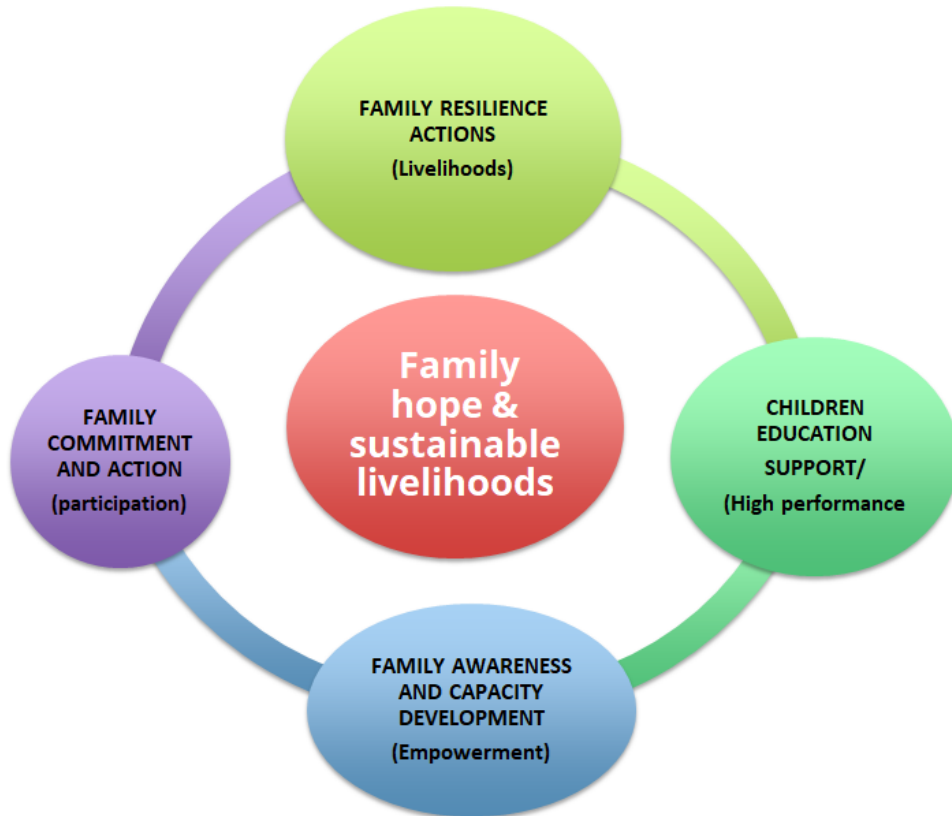 FAMILY RESILIENCE
ACTIONS
(Livelihoods)
Family
hope &
sustainable
livelihoods
FAMILY
COMMITMENT
AND ACTION
(participation)
CHILDREN
EDUCATION
SUPPORT/
(High performance
FAMILY AWARENESS
AND CAPACITY
DEVELOPMENT
(Empowerment)